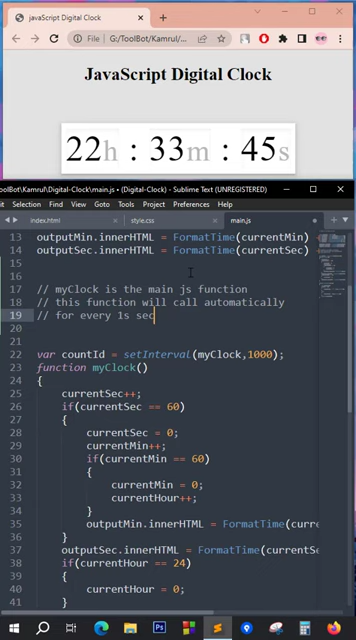 javaScript Digital Clock
File
G:/ToolBot/Kamrul/
JavaScript Digital Clock
22h : 33m : 45s
ToolBot\Kamrul\Digital-Clock\main.js • (Digital-Clock) - Sublime Text (UNREGISTERED)
Selection Find View Goto Tools Project Preferences Help
index.html style.css main.js
13 outputMin.innerHTML = FormatTime(currentMin)
14 outputSec.innerHTML = FormatTime(currentSec)
15
16
17 // myClock is the main js function
18 // this function will call automatically
19 // for every 1s sec
20
22 var countId = setInterval(myClock,1000);
23 function myClock()
24 {
25 currentSec++;
26 if(currentSec == 60)
27 {
28 currentSec = 0;
29 currentMin++;
30 if(currentMin == 60)
31 {
32 currentMin = 0;
33 currentHour++;
34 }
35 outputMin.innerHTML = FormatTime(curre
36 }
37 outputSec.innerHTML = FormatTime(currentSe
38 if(currentHour == 24)
39 {
40 currentHour = 0;
41 }